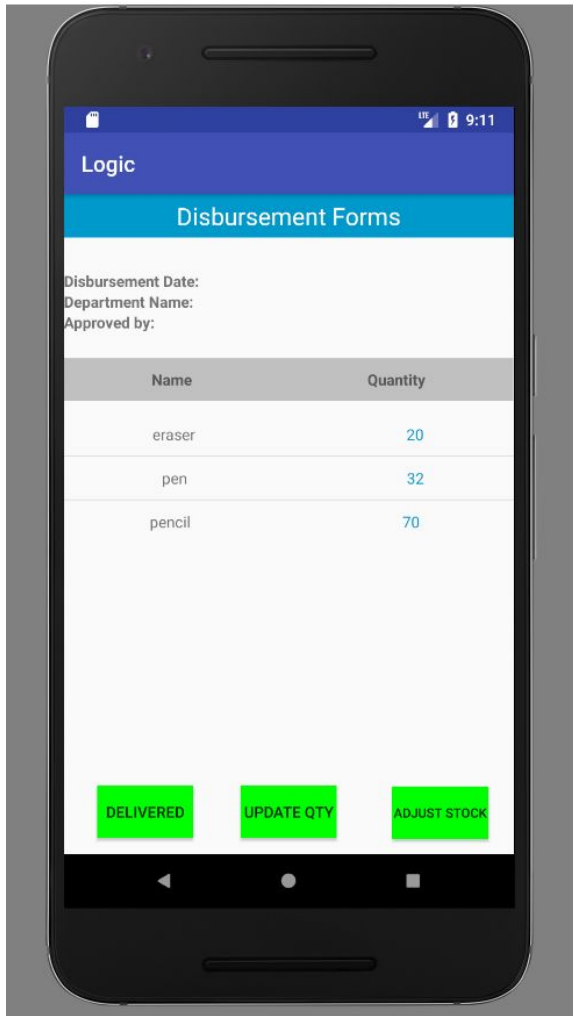 LTE 9:11
Logic
Disbursement Forms
Disbursement Date:
Department Name:
Approved by:
Name Quantity
eraser 20
pen 32
pencil 70
DELIVERED UPDATE QTY ADJUST STOCK